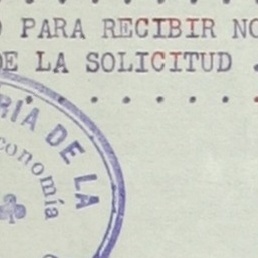 PARA RECIBIR NO
DE LA SOLICITUD .
RÍA DE LA
conomía